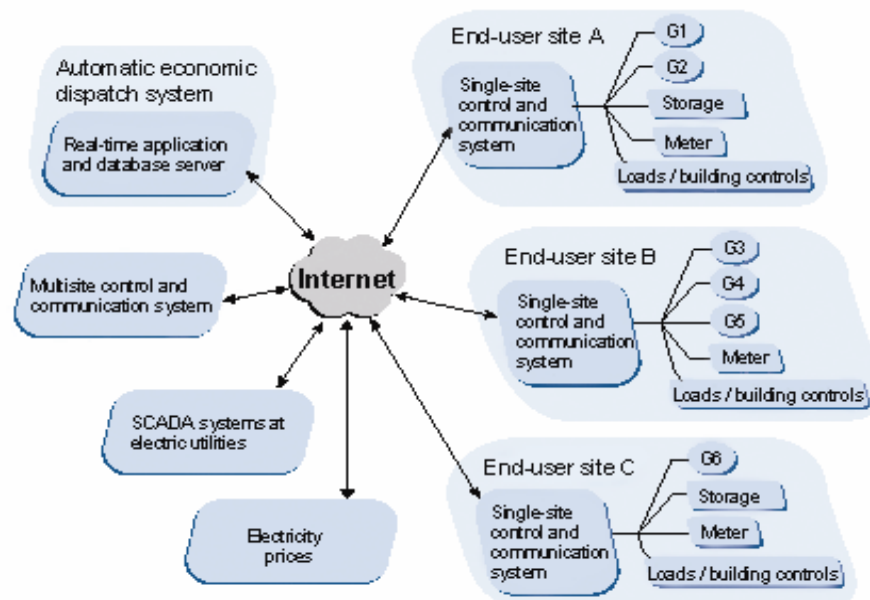 Automatic economic
dispatch system
Real-time application
and database server
Multisite control and
communication system
SCADA systems at
electric utilities
Electricity
prices
Internet
End-user site A
Single-site
control and
communication
system
G1
G2
Storage
Meter
Loads / building controls
End-user site B
Single-site
control and
communication
system
G3
G4
G5
Meter
Loads / building controls
End-user site C
Single-site
control and
communication
system
G6
Storage
Meter
Loads / building controls